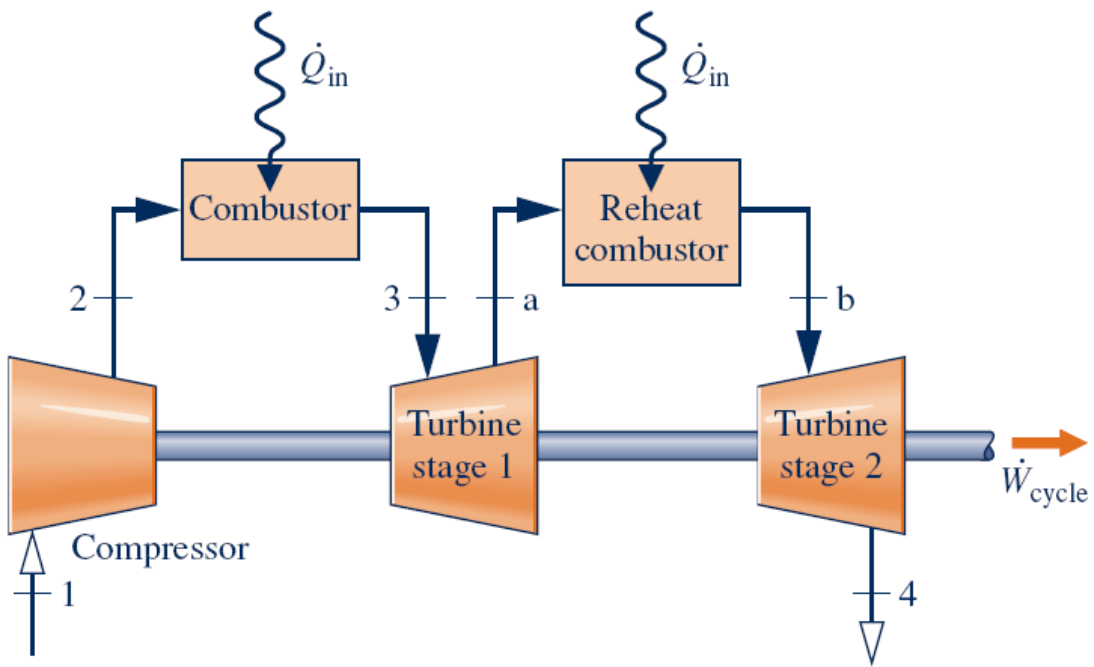 Q̇in
Q̇in
Combustor
Reheat
combustor
2
3
a
b
Turbine
stage 1
Turbine
stage 2
Ẇcycle
Compressor
1
4